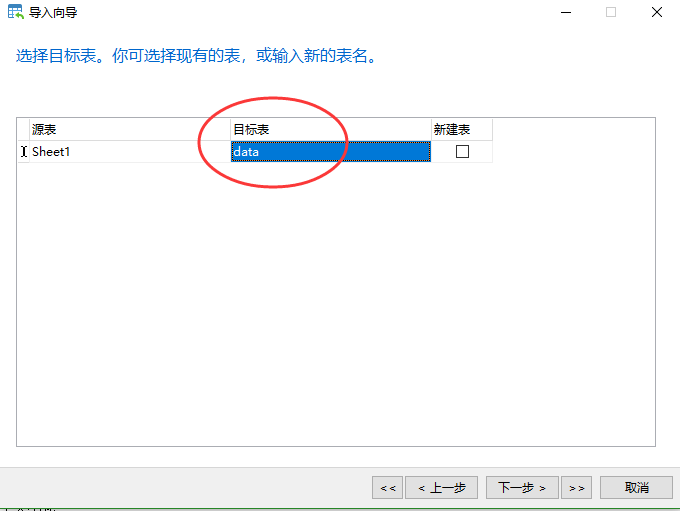 导入向导
选择目标表。你可选择现有的表，或输入新的表名。
源表 目标表 新建表
Sheet1 data
<< < 上一步 下一步 > >> 取消